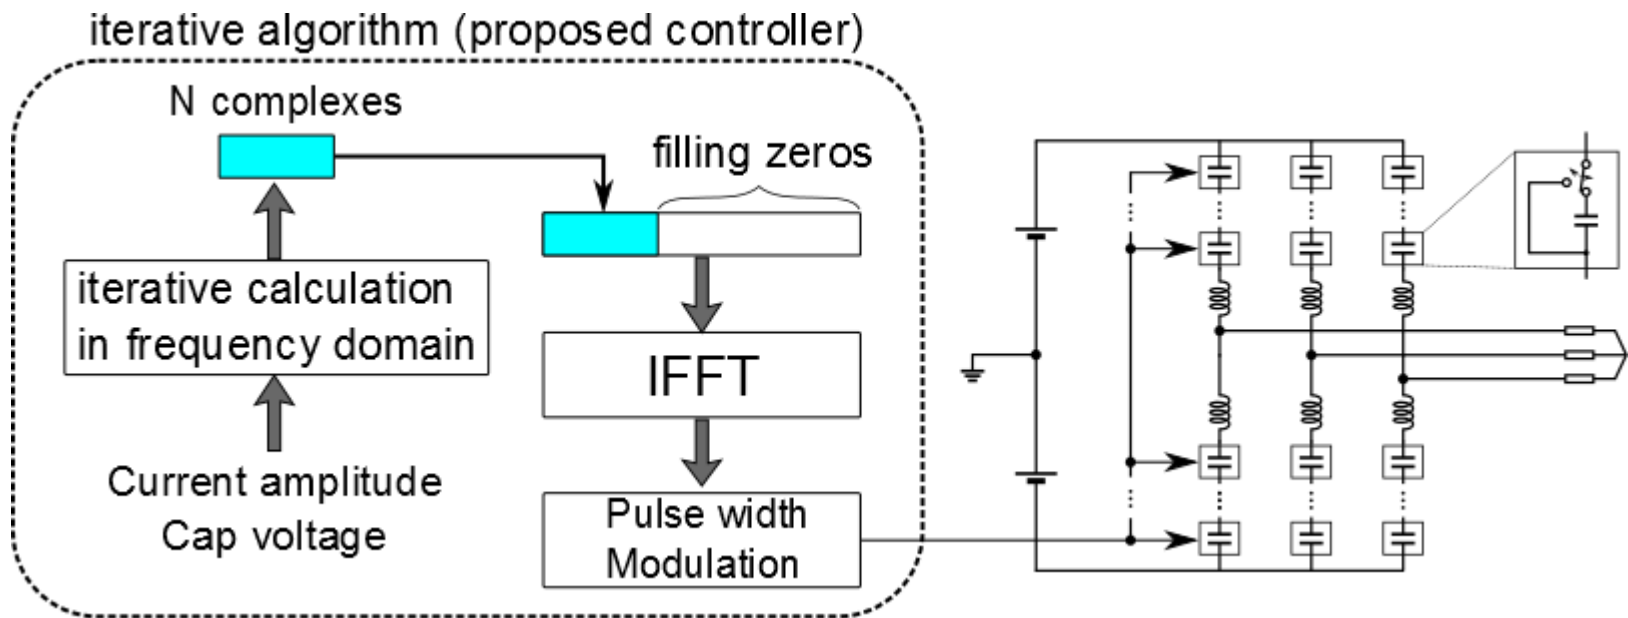 iterative algorithm (proposed controller)
N complexes
filling zeros
iterative calculation
in frequency domain
IFFT
Current amplitude
Cap voltage
Pulse width
Modulation